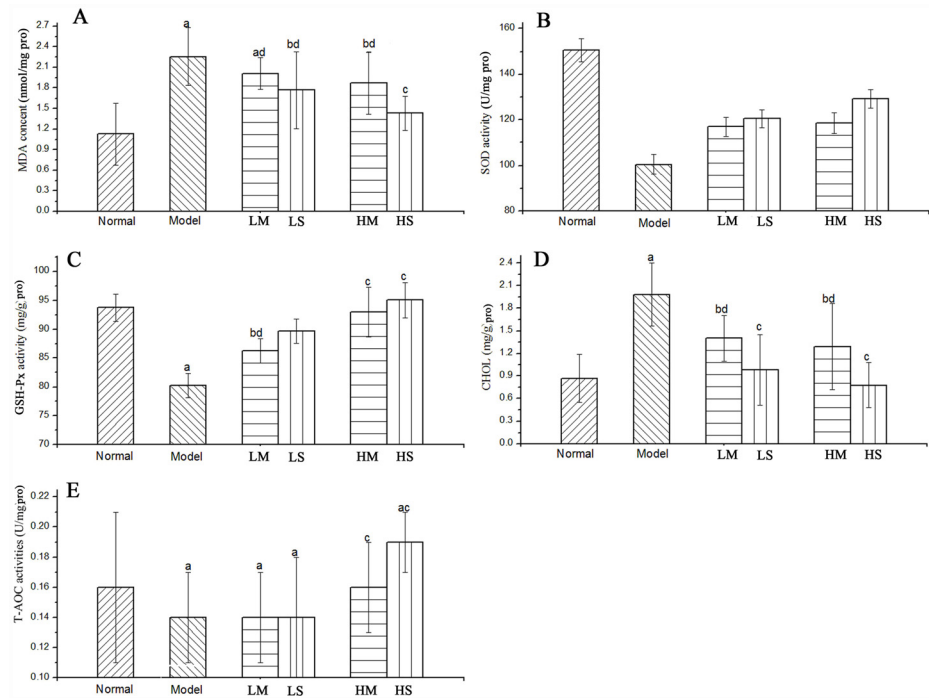 A
MDA concent (nmol/mg pro)
2.7
2.4
2.1
1.8
1.5
1.2
0.9
0.6
0.3
0.0
a
ad
bd
bd
c
Normal Model LM LS HM HS
B
SOD activity (U/mg pro)
160
140
120
100
80
Normal Model LM LS HM HS
C
GSH-Px activity (mg/g pro)
100
95
90
85
80
75
70
a
bd
c
c
Normal Model LM LS HM HS
D
CHOL (mg/g pro)
2.4
2.1
1.8
1.5
1.2
0.9
0.6
0.3
0.0
a
bd
c
bd
c
Normal Model LM LS HM HS
E
T-AOC activities (U/mgpro)
0.22
0.20
0.18
0.16
0.14
0.12
0.10
a
a
a
c
ac
Normal Model LM LS HM HS